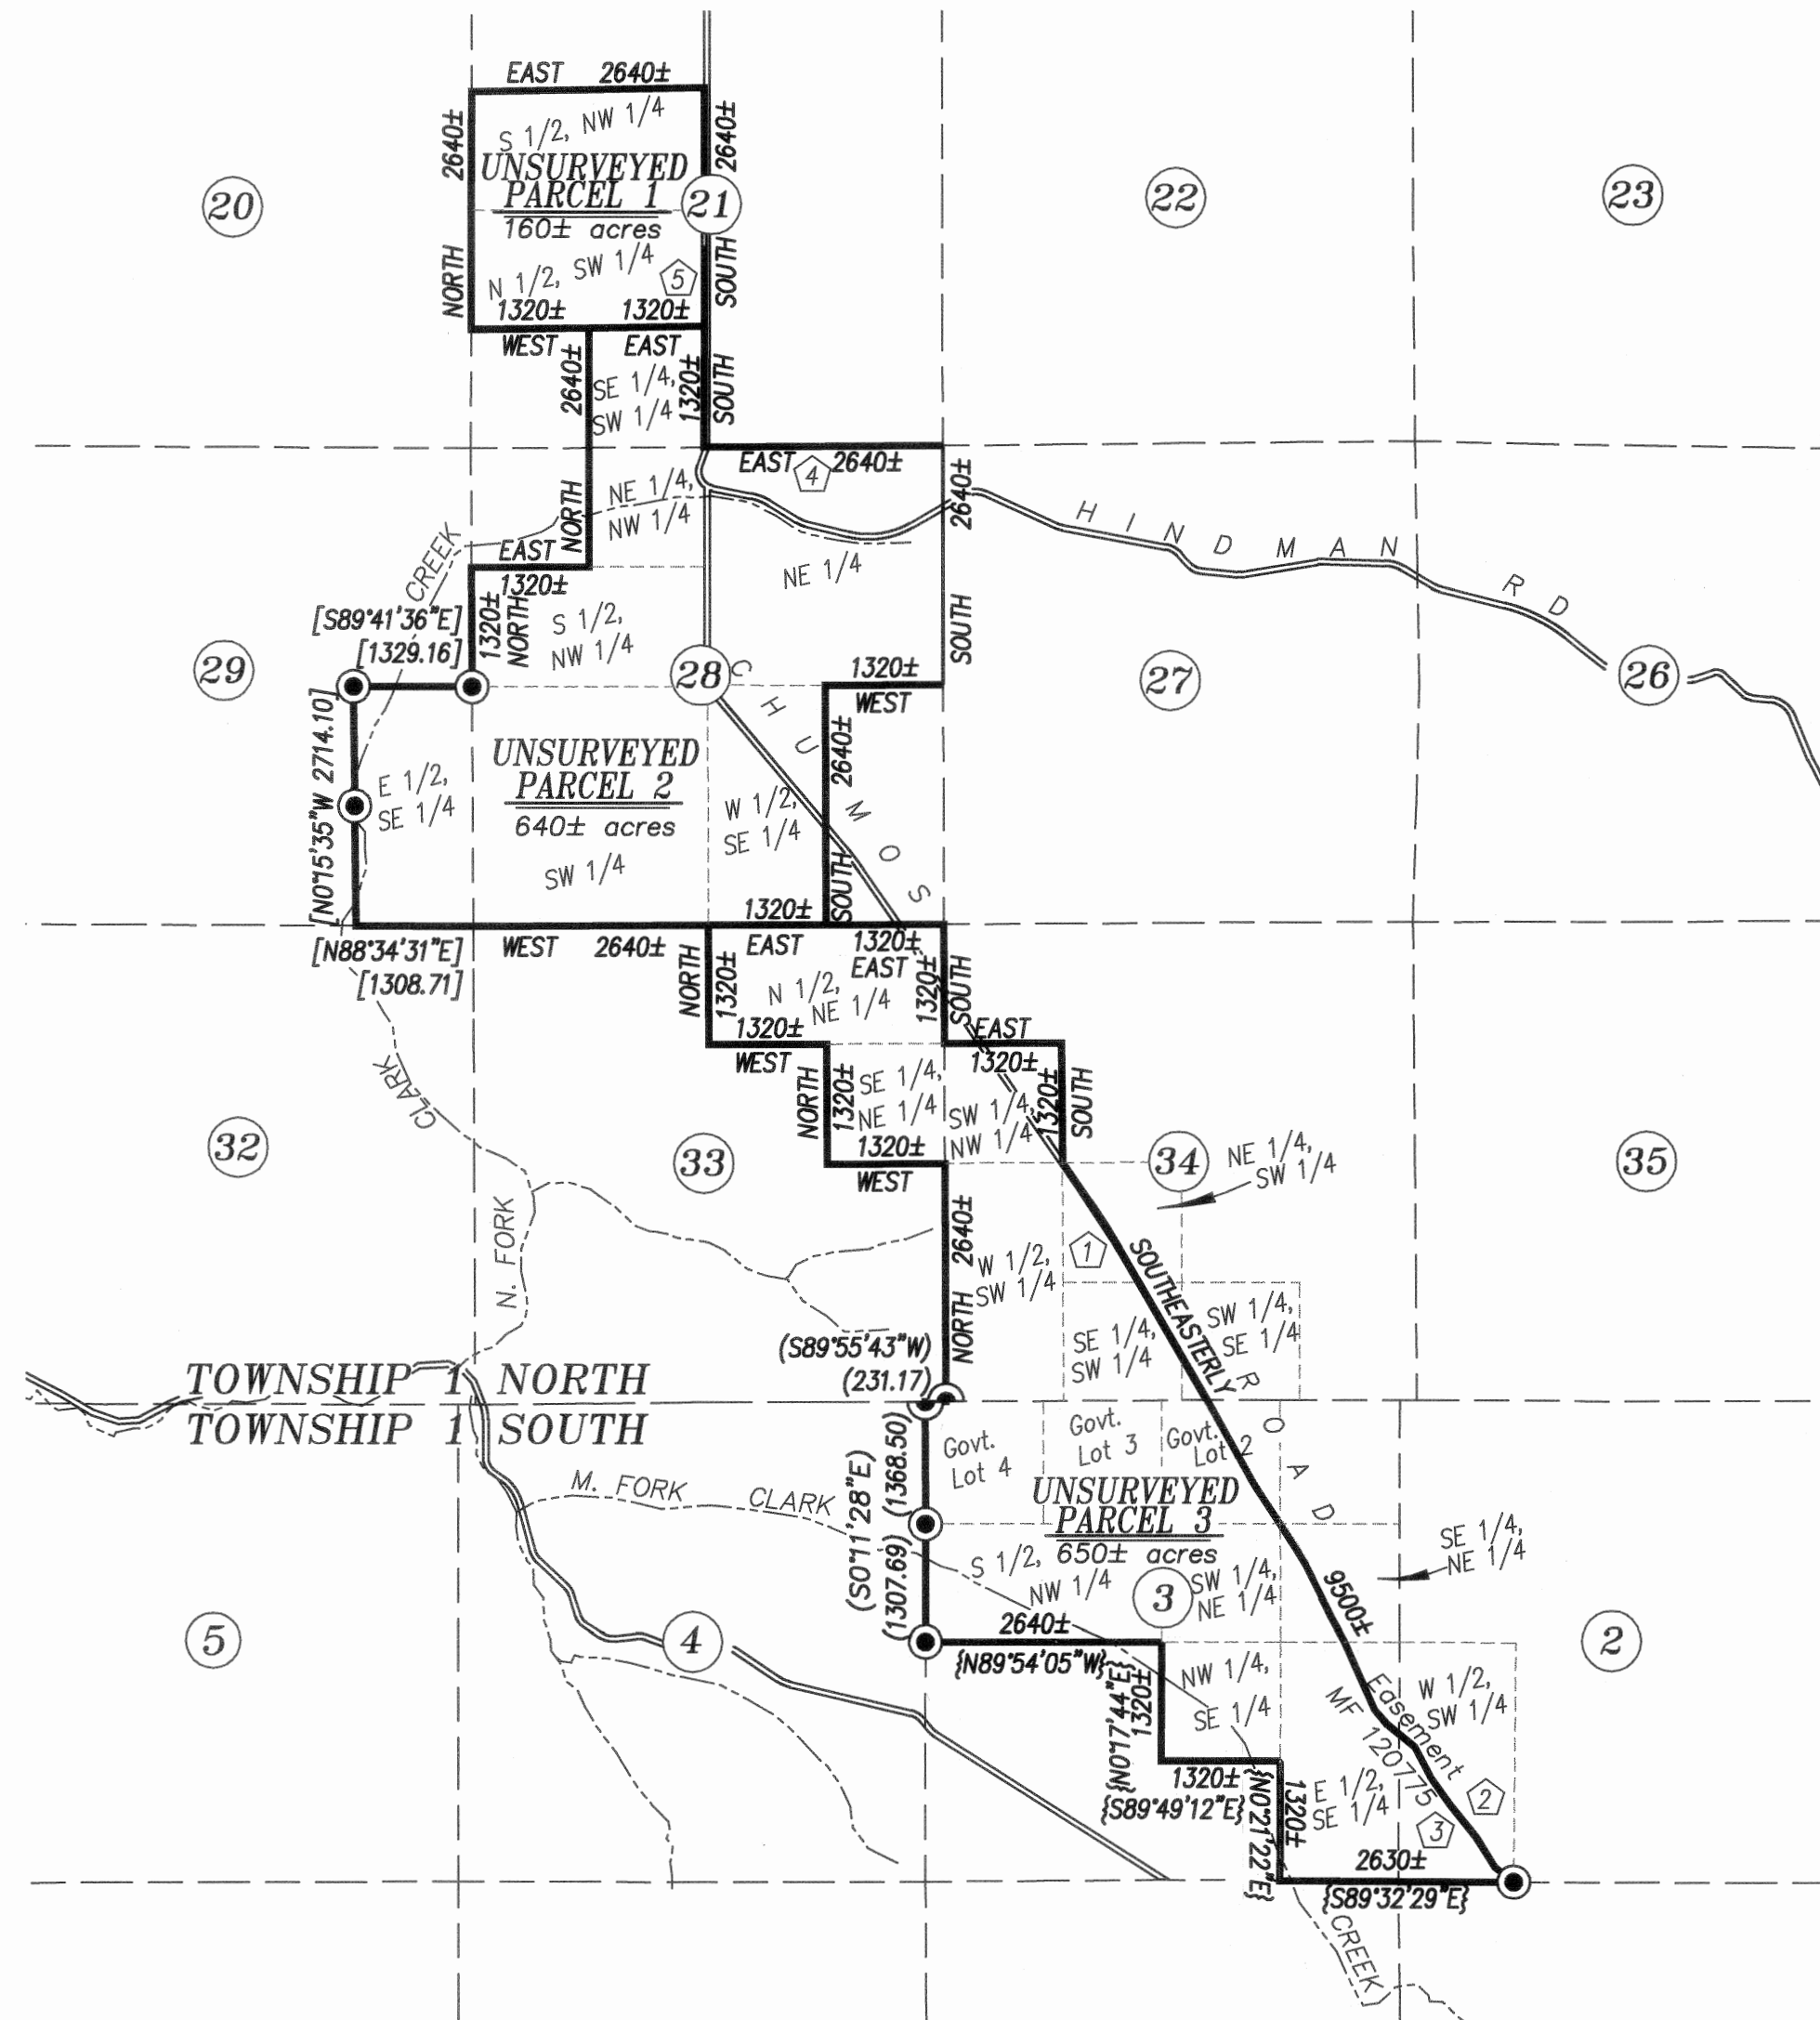 EAST 2640±
2640±
NORTH
S 1/2, NW 1/4
UNSURVEYED
PARCEL 1
160± acres
N 1/2, SW 1/4
5
2640±
SOUTH
20
21
22
23
1320± 1320±
WEST EAST
2640±
NORTH
SE 1/4,
SW 1/4
1320±
SOUTH
EAST 2640±
4
NE 1/4,
NW 1/4
2640±
SOUTH
NE 1/4
HINDMAN RD
CREEK
EAST
1320±
1320±
NORTH
[S89°41'36"E]
[1329.16]
S 1/2,
NW 1/4
29
28
27
26
1320±
WEST
CHUMOS
[N0°15'35"W 2714.10]
E 1/2,
SE 1/4
UNSURVEYED
PARCEL 2
640± acres
SW 1/4
W 1/2,
SE 1/4
2640±
SOUTH
1320±
[N88°34'31"E]
[1308.71]
WEST 2640±
EAST
1320±
EAST
NORTH
1320±
N 1/2,
NE 1/4
1320±
SOUTH
1320±
WEST
EAST
1320±
1320±
SOUTH
NORTH
1320±
SE 1/4,
NE 1/4
SW 1/4,
NW 1/4
CLARK
N. FORK
32
33
34
35
NE 1/4,
SW 1/4
1320±
WEST
2640±
NORTH
W 1/2,
SW 1/4
1
SOUTHEASTERLY
SE 1/4,
SW 1/4
SW 1/4,
SE 1/4
(S89°55'43"W)
(231.17)
TOWNSHIP 1 NORTH
TOWNSHIP 1 SOUTH
ROAD
Govt.
Lot 4
Govt.
Lot 3
Govt.
Lot 2
(S0°11'28"E)
(1368.50)
(1307.69)
M. FORK CLARK
UNSURVEYED
PARCEL 3
650± acres
S 1/2,
NW 1/4
SW 1/4,
NE 1/4
SE 1/4,
NE 1/4
9500±
5
4
3
2
2640±
{N89°54'05"W}
{N0°17'44"E}
1320±
NW 1/4,
SE 1/4
Easement
MF 120775
W 1/2,
SW 1/4
1320±
{S89°49'12"E}
{N0°21'22"E}
1320±
E 1/2,
SE 1/4
2
3
2630±
{S89°32'29"E}
CREEK